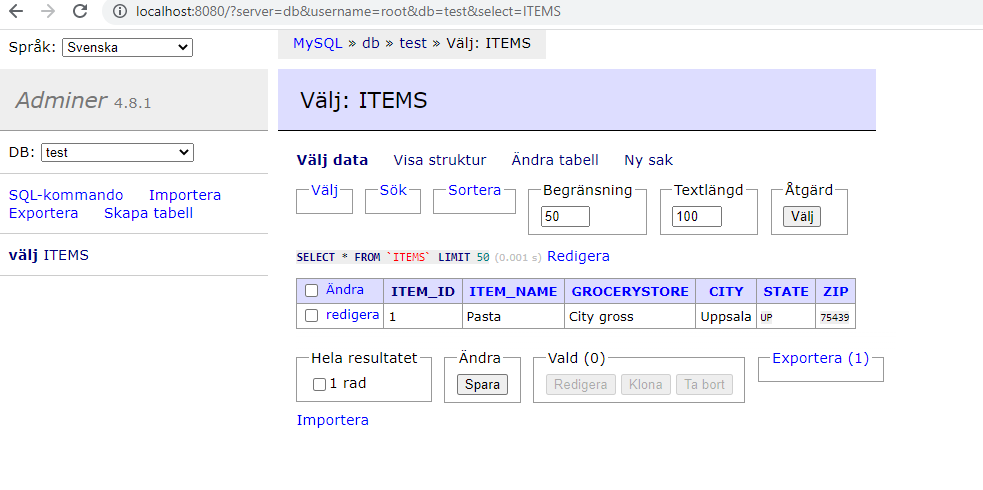 localhost:8080/?server=db&username=root&db=test&select=ITEMS
Språk: Svenska
MySQL » db » test » Välj: ITEMS
Adminer 4.8.1
Välj: ITEMS
DB: test
Välj data Visa struktur Ändra tabell Ny sak
SQL-kommando Importera
Exportera Skapa tabell
Välj Sök Sortera Begränsning Textlängd Åtgärd
50 100 Välj
välj ITEMS
SELECT * FROM `ITEMS` LIMIT 50 (0.001 s) Redigera
Ändra ITEM_ID ITEM_NAME GROCERYSTORE CITY STATE ZIP
redigera 1 Pasta City gross Uppsala UP 75439
Hela resultatet Ändra Vald (0) Exportera (1)
1 rad Spara Redigera Klona Ta bort
Importera